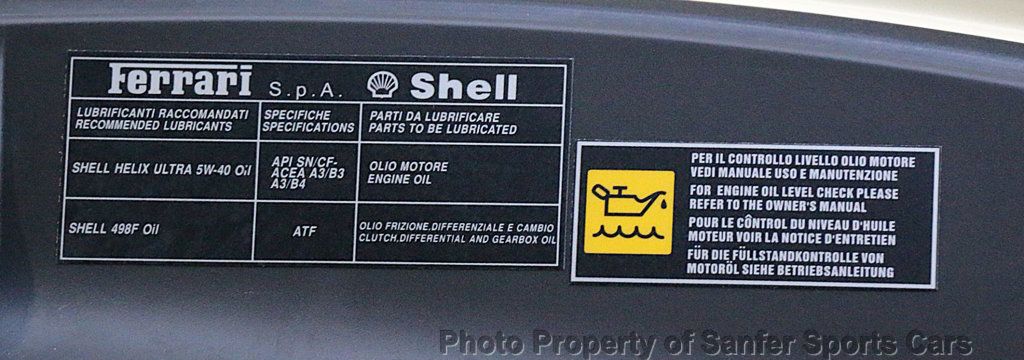 Ferrari S.p.A. Shell
LUBRIFICANTI RACCOMANDATI
RECOMMENDED LUBRICANTS
SPECIFICHE
SPECIFICATIONS
PARTI DA LUBRIFICARE
PARTS TO BE LUBRICATED
SHELL HELIX ULTRA 5W-40 Oil
API SN/CF-
ACEA A3/B3
A3/B4
OLIO MOTORE
ENGINE OIL
SHELL 498F Oil
ATF
OLIO FRIZIONE,DIFFERENZIALE E CAMBIO
CLUTCH,DIFFERENTIAL AND GEARBOX OIL
PER IL CONTROLLO LIVELLO OLIO MOTORE
VEDI MANUALE USO E MANUTENZIONE
FOR ENGINE OIL LEVEL CHECK PLEASE
REFER TO THE OWNER'S MANUAL
POUR LE CÔNTROL DU NIVEAU D'HUILE
MOTEUR VOIR LA NOTICE D'ENTRETIEN
FÜR DIE FÜLLSTANDKONTROLLE VON
MOTORÖL SIEHE BETRIEBSANLEITUNG
Photo Property of Sanfer Sports Cars